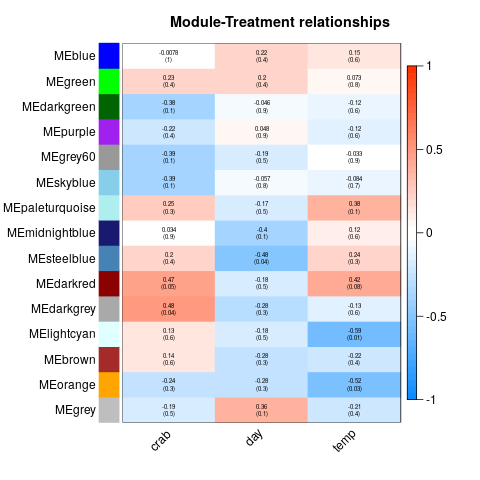 Module-Treatment relationships
MEblue -0.0078 0.22 0.15
(1) (0.4) (0.6)
MEgreen 0.23 0.2 0.073
(0.4) (0.4) (0.8)
MEdarkgreen -0.38 -0.046 -0.12
(0.1) (0.9) (0.6)
MEpurple -0.22 0.048 -0.12
(0.4) (0.9) (0.6)
MEgrey60 -0.39 -0.19 -0.033
(0.1) (0.5) (0.9)
MEskyblue -0.39 -0.057 -0.084
(0.1) (0.8) (0.7)
MEpaleturquoise 0.25 -0.17 0.38
(0.3) (0.5) (0.1)
MEmidnightblue 0.034 -0.4 0.12
(0.9) (0.1) (0.6)
MEsteelblue 0.2 -0.48 0.24
(0.4) (0.04) (0.3)
MEdarkred 0.47 -0.18 0.42
(0.05) (0.5) (0.08)
MEdarkgrey 0.48 -0.28 -0.13
(0.04) (0.3) (0.6)
MElightcyan 0.13 -0.18 -0.59
(0.6) (0.5) (0.01)
MEbrown 0.14 -0.28 -0.22
(0.6) (0.3) (0.4)
MEorange -0.24 -0.28 -0.52
(0.3) (0.3) (0.03)
MEgrey -0.19 0.36 -0.21
(0.5) (0.1) (0.4)
crab day temp
1
0.5
0
-0.5
-1